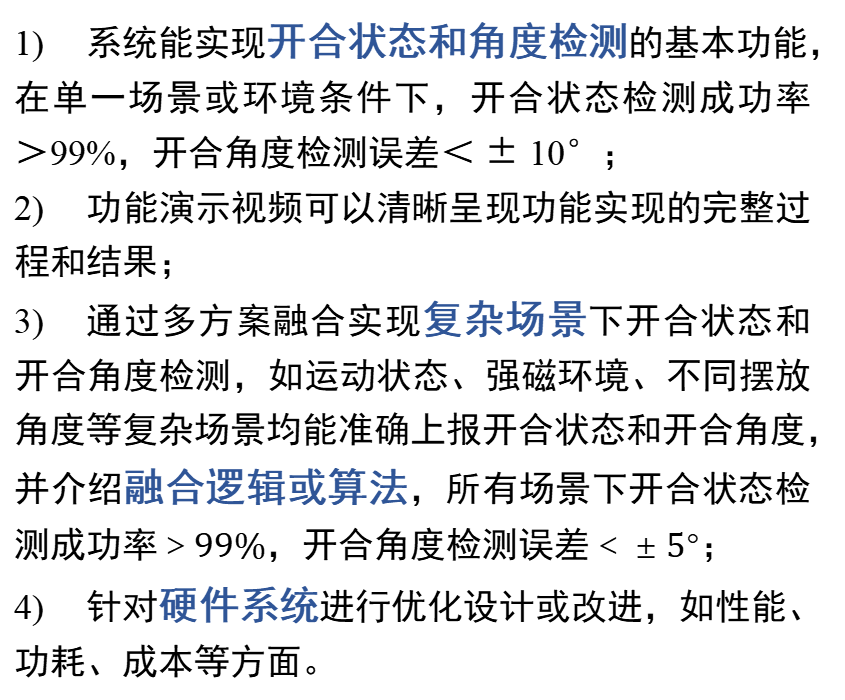 1)　系统能实现开合状态和角度检测的基本功能，
在单一场景或环境条件下，开合状态检测成功率
＞99%，开合角度检测误差＜ ± 10°；
2)　功能演示视频可以清晰呈现功能实现的完整过
程和结果；
3)　通过多方案融合实现复杂场景下开合状态和
开合角度检测，如运动状态、强磁环境、不同摆放
角度等复杂场景均能准确上报开合状态和开合角度，
并介绍融合逻辑或算法，所有场景下开合状态检
测成功率 > 99%，开合角度检测误差 < ± 5°；
4)　针对硬件系统进行优化设计或改进，如性能、
功耗、成本等方面。